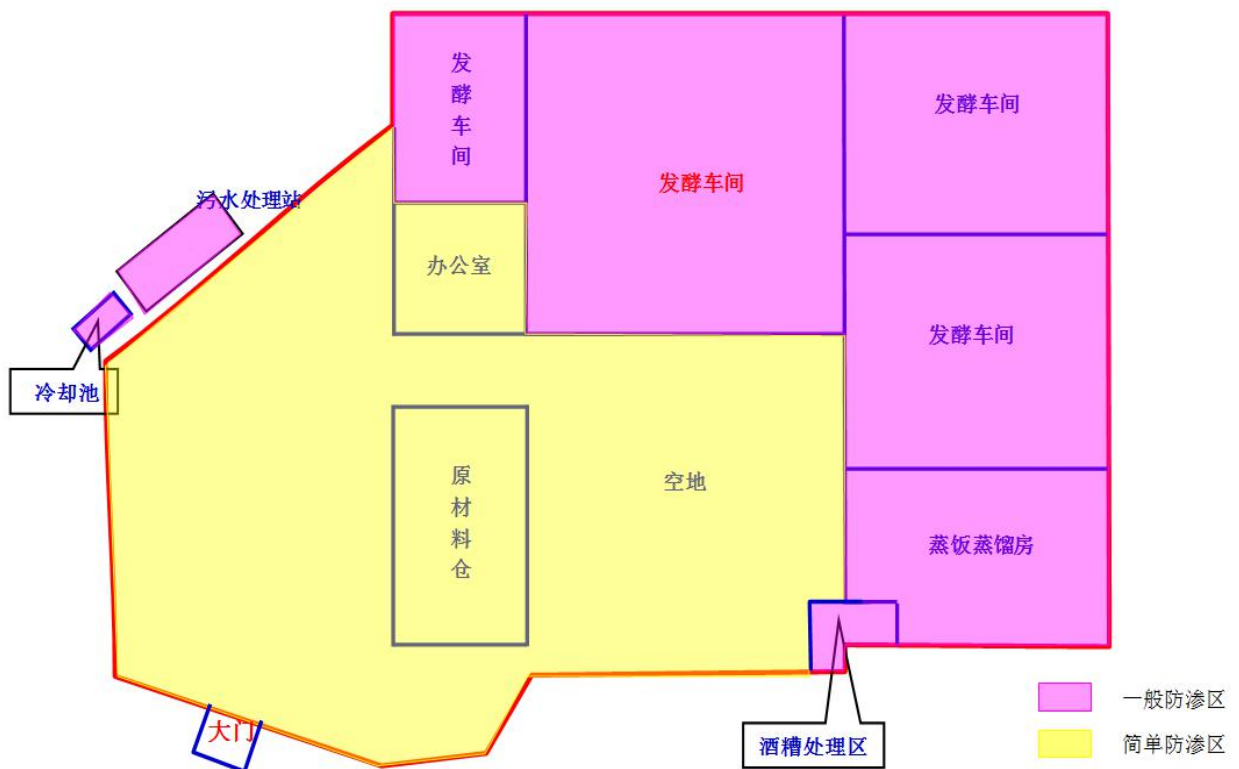 发酵车间
发酵车间
发酵车间
污水处理站
办公室
发酵车间
冷却池
原材料仓
空地
蒸饭蒸馏房
大门
酒糟处理区
一般防渗区
简单防渗区